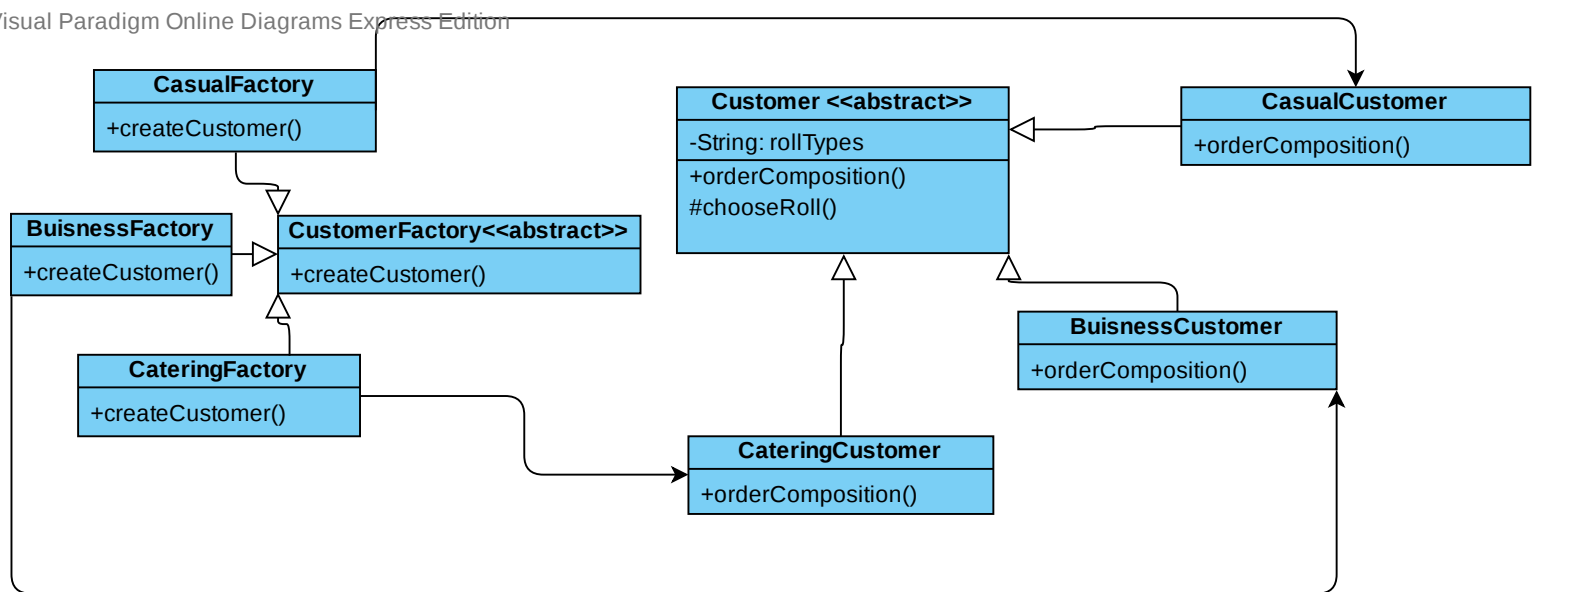 Visual Paradigm Online Diagrams Express Edition
CasualFactory
+createCustomer()
Customer <<abstract>>
-String: rollTypes
+orderComposition()
#chooseRoll()
CasualCustomer
+orderComposition()
BuisnessFactory
+createCustomer()
CustomerFactory<<abstract>>
+createCustomer()
BuisnessCustomer
+orderComposition()
CateringFactory
+createCustomer()
CateringCustomer
+orderComposition()